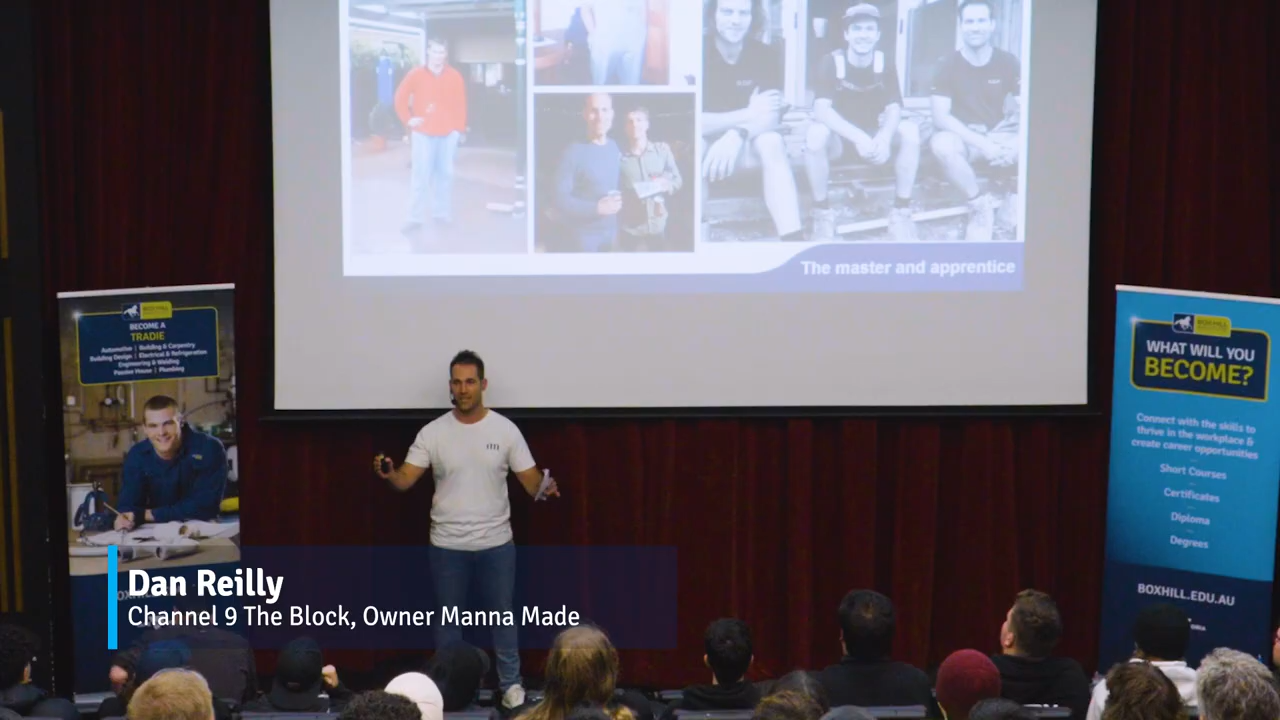 The master and apprentice
BOX HILL
BECOME A
TRADIE
Automotive | Building & Carpentry
Building Design | Electrical & Refrigeration
Engineering & Welding
Passive House | Plumbing
BOX HILL
WHAT WILL YOU
BECOME?
Connect with the skills to
thrive in the workplace &
create career opportunities
Short Courses
Certificates
Diploma
Degrees
BOXHILL.EDU.AU
m
Dan Reilly
Channel 9 The Block, Owner Manna Made